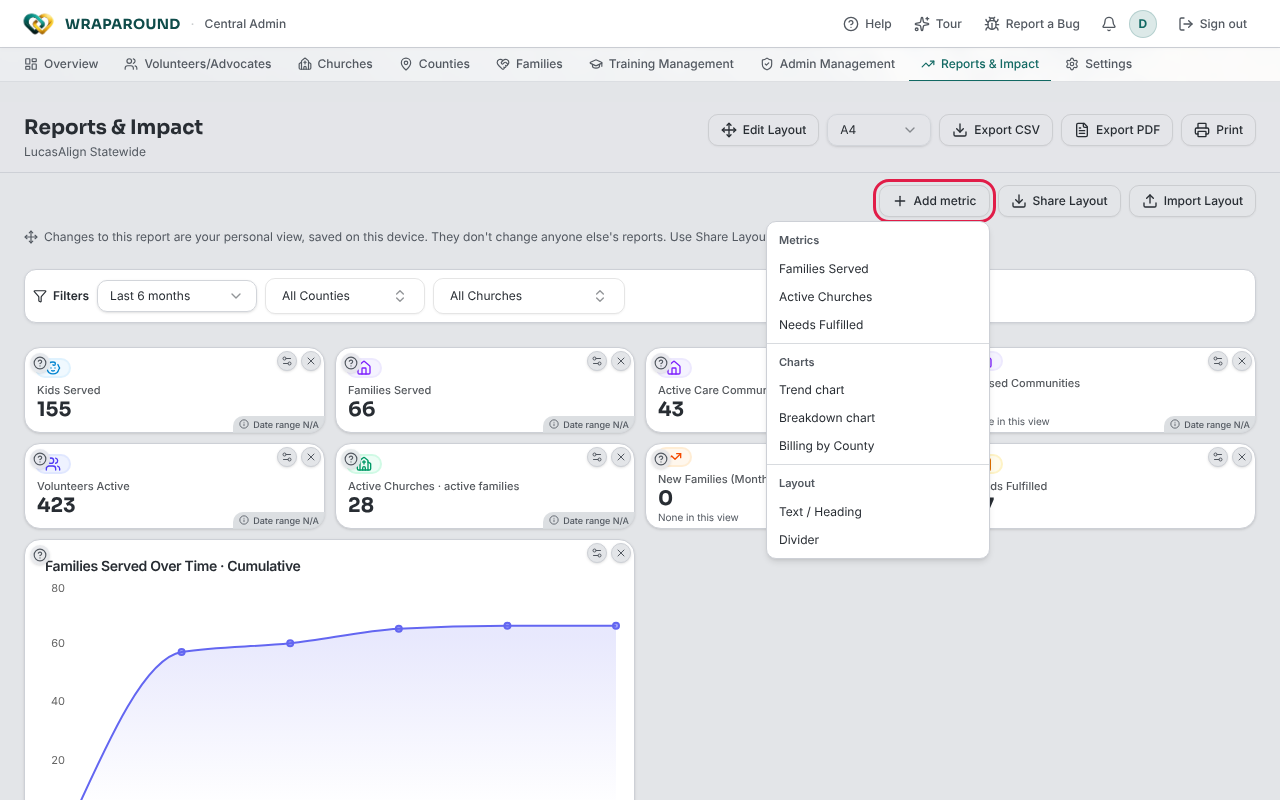 WRAPAROUND · Central Admin
Help Tour Report a Bug D Sign out
Overview Volunteers/Advocates Churches Counties Families Training Management Admin Management Reports & Impact Settings
Reports & Impact
LucasAlign Statewide
Edit Layout A4 Export CSV Export PDF Print
Add metric Share Layout Import Layout
Changes to this report are your personal view, saved on this device. They don't change anyone else's reports. Use Share
Metrics
Families Served
Active Churches
Needs Fulfilled
Charts
Trend chart
Breakdown chart
Billing by County
Layout
Text / Heading
Divider
Filters Last 6 months All Counties All Churches
Kids Served
155
Date range N/A
Families Served
66
Date range N/A
Active Care
43
Communities
in this view
Date range N/A
Volunteers Active
423
Date range N/A
Active Churches · active families
28
Date range N/A
New Families
0
None in this view
Fulfilled
Families Served Over Time · Cumulative
80
60
40
20